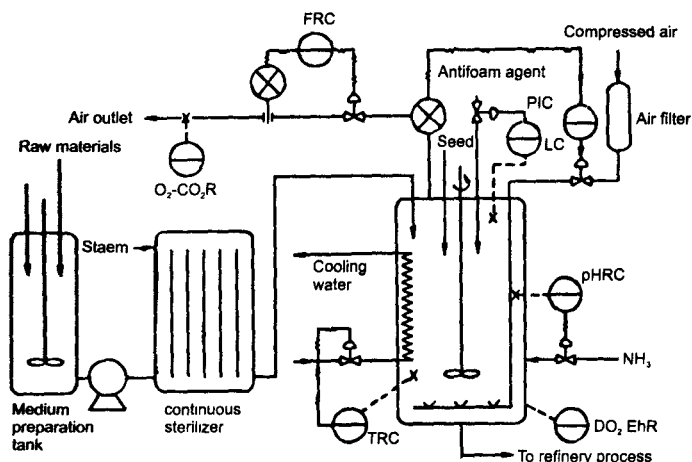 FRC
Compressed air
Antifoam agent
PIC
Air outlet
Air filter
Seed
LC
Raw materials
O₂-CO₂R
Staem
Cooling
water
pHRC
NH₃
Medium
preparation
tank
continuous
sterilizer
TRC
DO₂ EhR
To refinery process